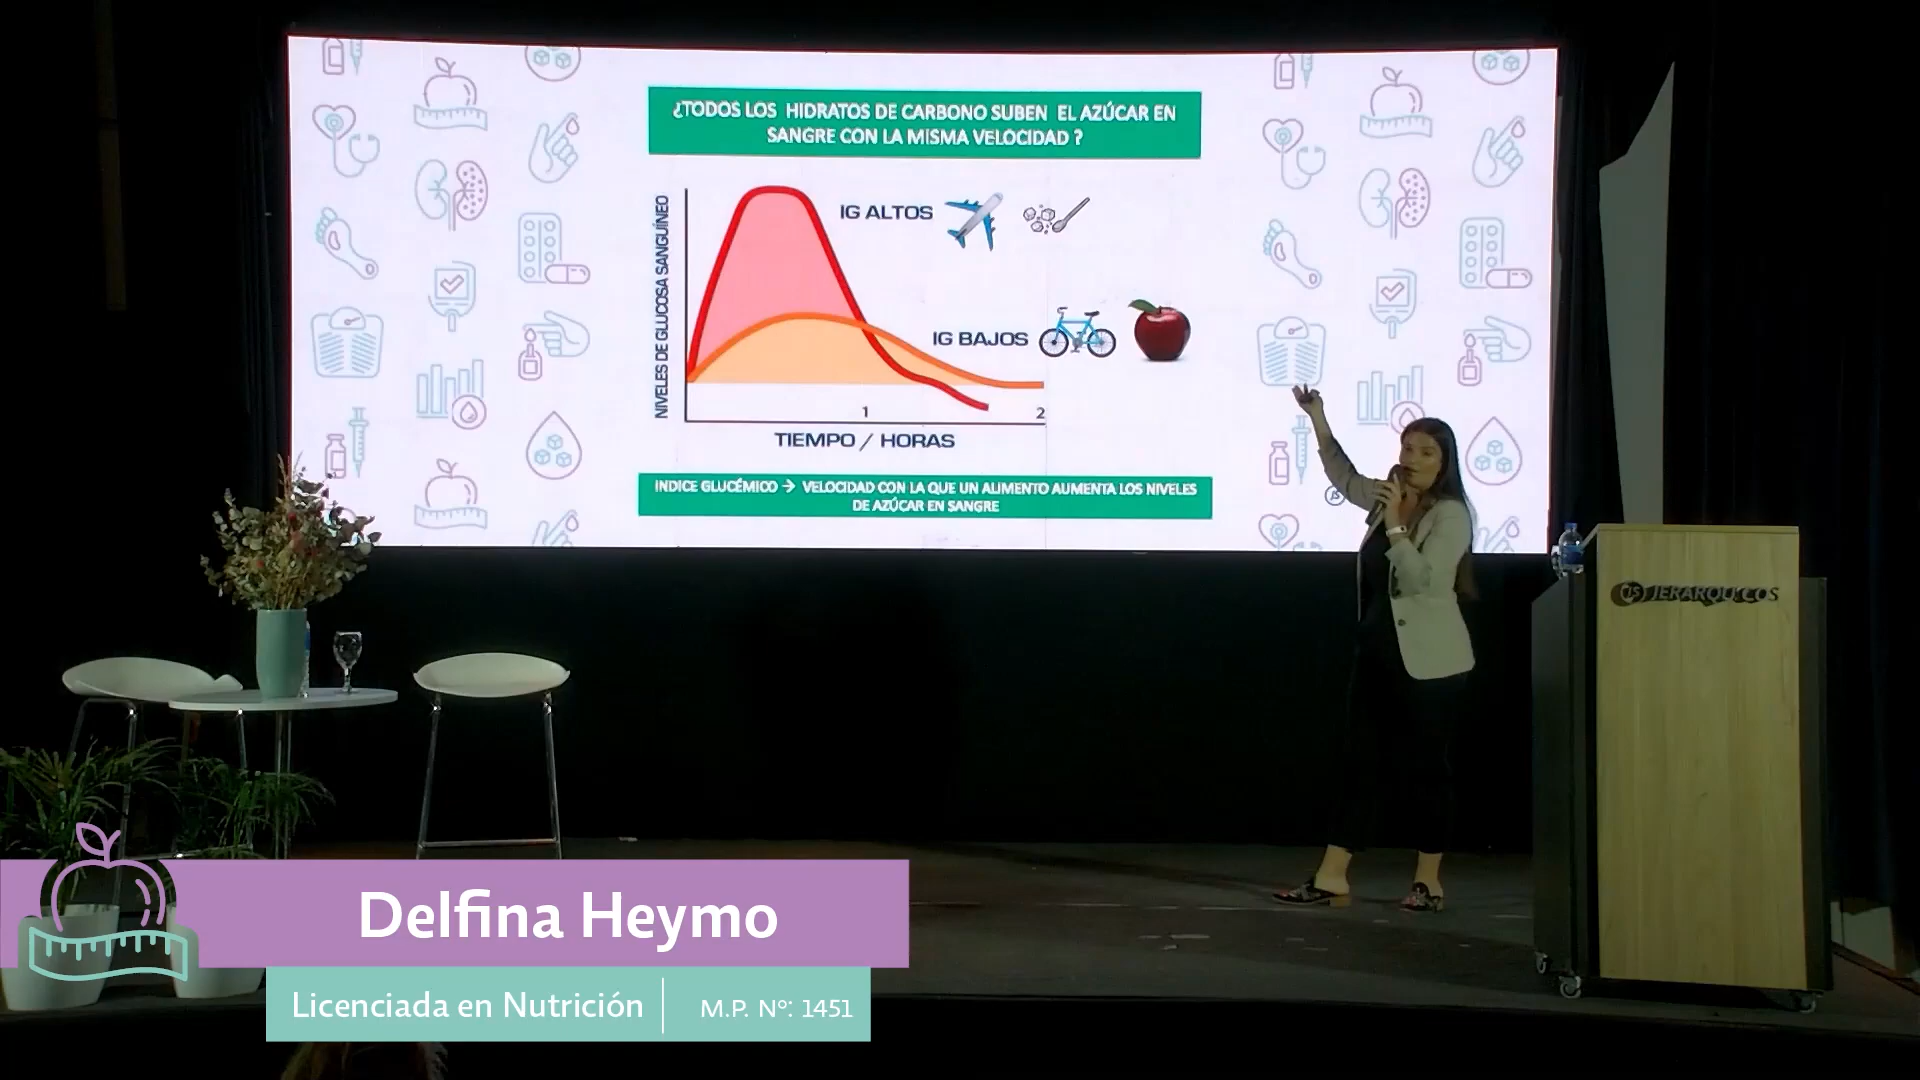 ¿TODOS LOS HIDRATOS DE CARBONO SUBEN EL AZÚCAR EN
SANGRE CON LA MISMA VELOCIDAD ?
NIVELES DE GLUCOSA SANGUÍNEO
IG ALTOS
IG BAJOS
1
2
TIEMPO / HORAS
INDICE GLUCÉMICO → VELOCIDAD CON LA QUE UN ALIMENTO AUMENTA LOS NIVELES
DE AZÚCAR EN SANGRE
JS JERARQUICOS
Delfina Heymo
Licenciada en Nutrición
M.P. Nº: 1451